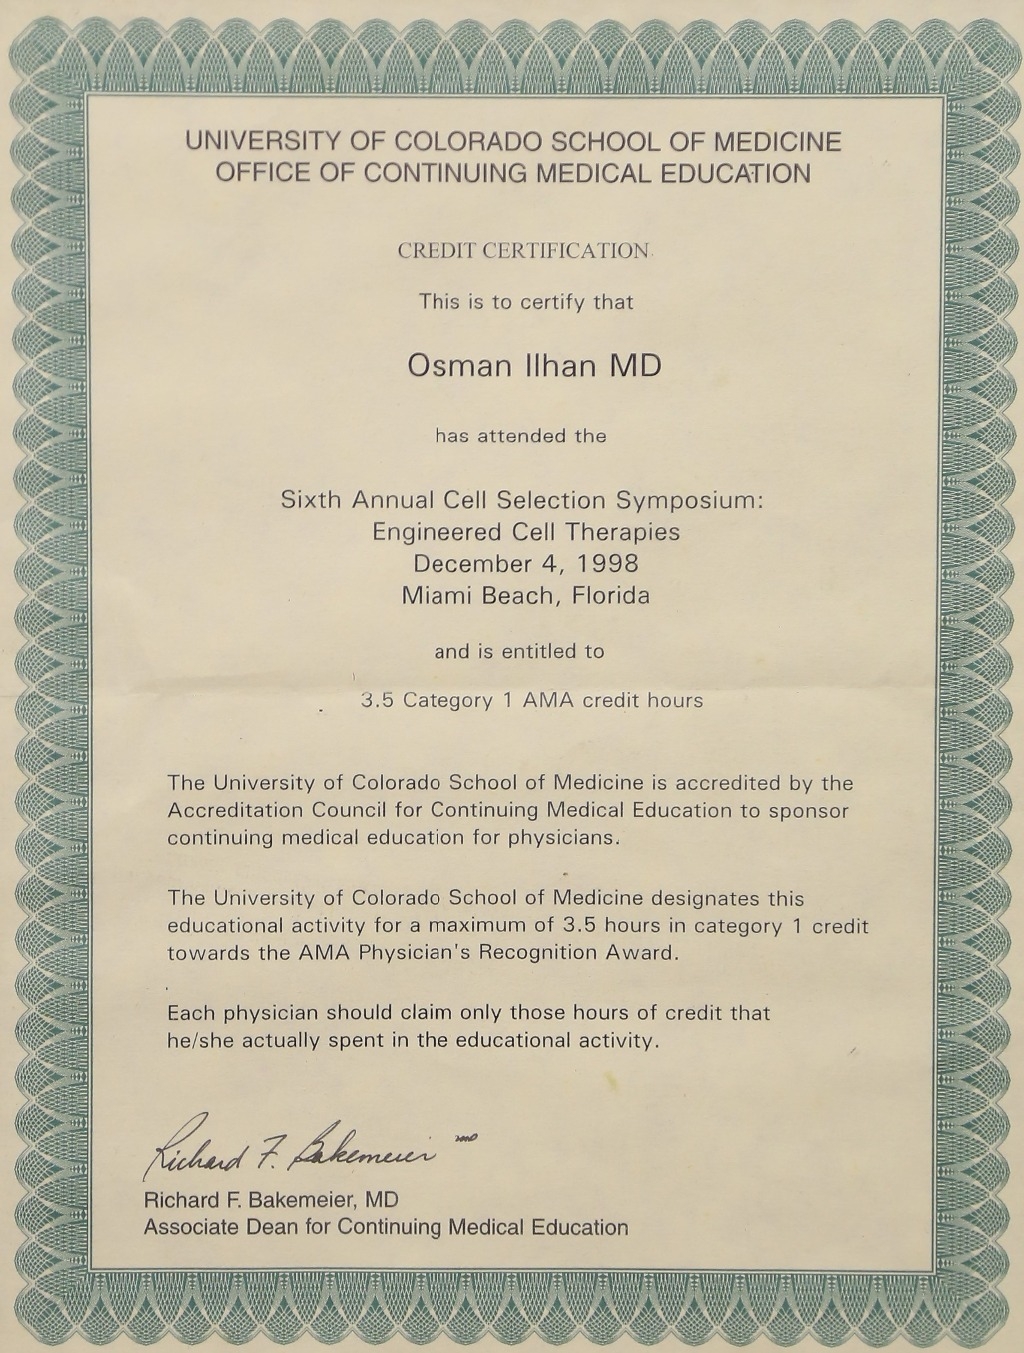 UNIVERSITY OF COLORADO SCHOOL OF MEDICINE
OFFICE OF CONTINUING MEDICAL EDUCATION
CREDIT CERTIFICATION
This is to certify that
Osman Ilhan MD
has attended the
Sixth Annual Cell Selection Symposium:
Engineered Cell Therapies
December 4, 1998
Miami Beach, Florida
and is entitled to
3.5 Category 1 AMA credit hours
The University of Colorado School of Medicine is accredited by the
Accreditation Council for Continuing Medical Education to sponsor
continuing medical education for physicians.
The University of Colorado School of Medicine designates this
educational activity for a maximum of 3.5 hours in category 1 credit
towards the AMA Physician's Recognition Award.
Each physician should claim only those hours of credit that
he/she actually spent in the educational activity.
Richard F. Bakemeier MD
Richard F. Bakemeier, MD
Associate Dean for Continuing Medical Education